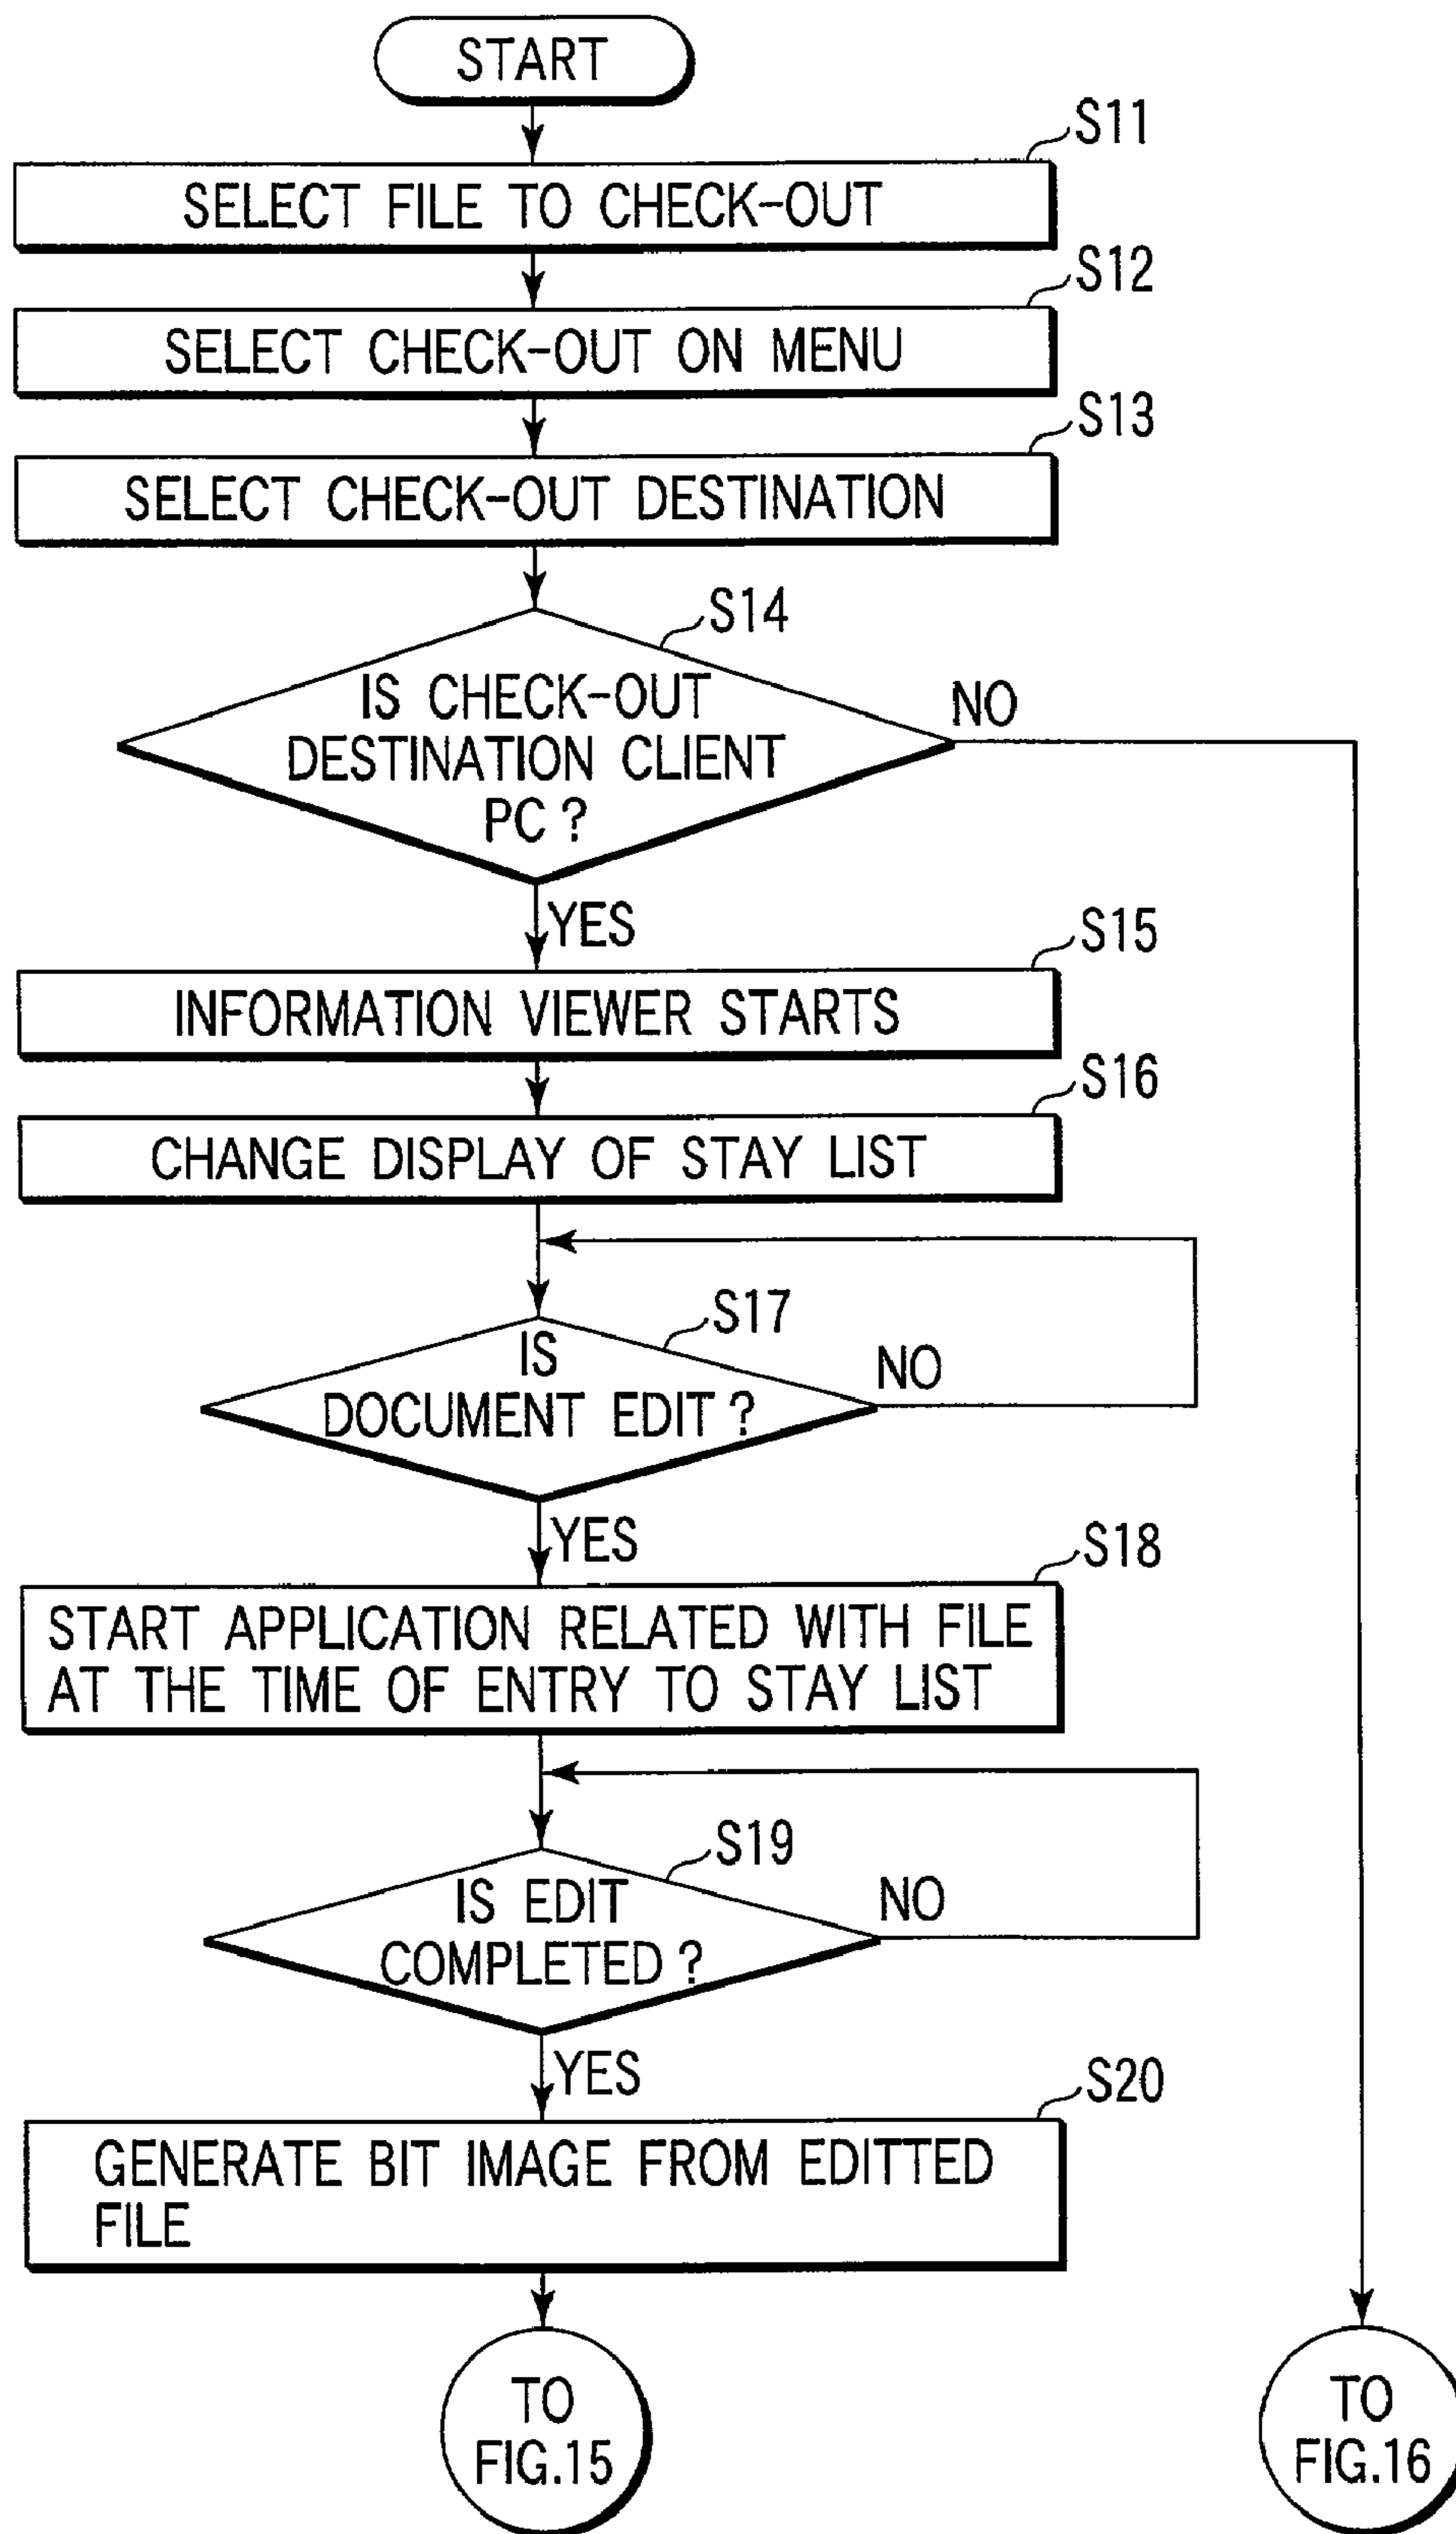 START
S11
SELECT FILE TO CHECK-OUT
S12
SELECT CHECK-OUT ON MENU
S13
SELECT CHECK-OUT DESTINATION
S14
IS CHECK-OUT
DESTINATION CLIENT
PC ?
NO
YES
S15
INFORMATION VIEWER STARTS
S16
CHANGE DISPLAY OF STAY LIST
S17
IS
DOCUMENT EDIT ?
NO
YES
S18
START APPLICATION RELATED WITH FILE
AT THE TIME OF ENTRY TO STAY LIST
S19
IS EDIT
COMPLETED ?
NO
YES
S20
GENERATE BIT IMAGE FROM EDITTED
FILE
TO
FIG.15
TO
FIG.16